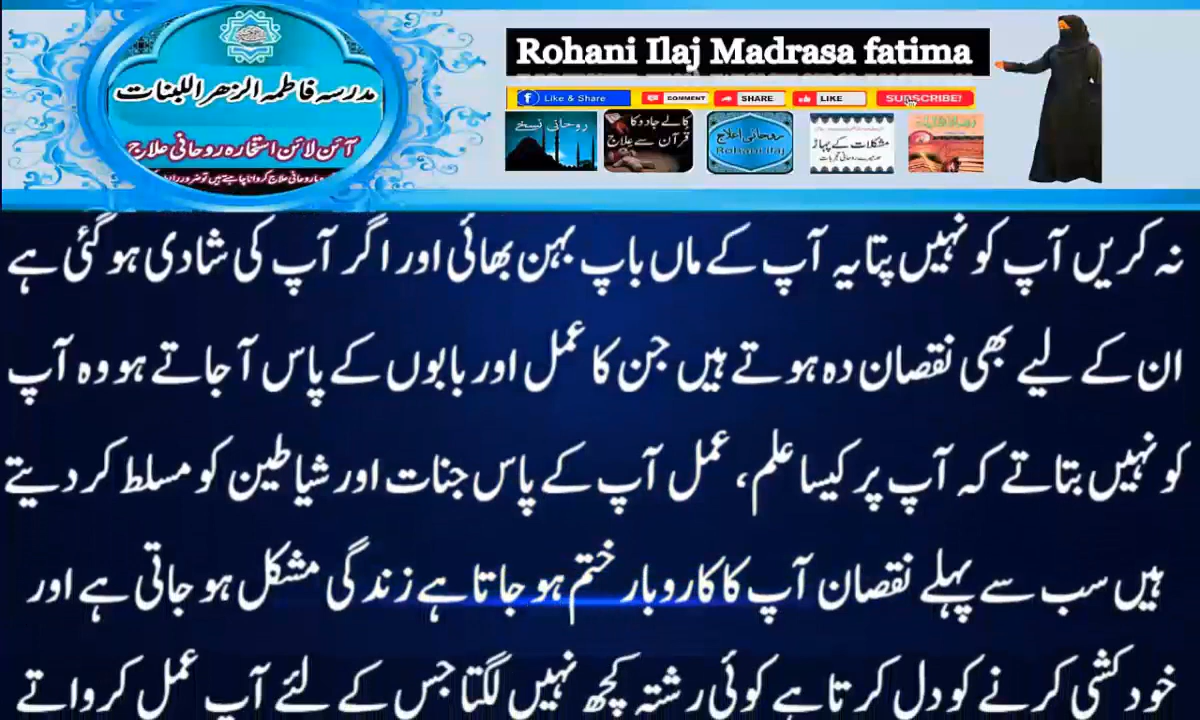 مدرسہ فاطمہ الزھرا للبنات
آئن لائن استخارہ روحانی علاج
Rohani Ilaj Madrasa fatima
Like & Share
COMMENT
SHARE
LIKE
SUBSCRIBE!
روحانی نسخے
کالے جادو کا
قرآن سے علاج
روحانی اعلاج
Rohani ilaj
مشکلات کے پہاڑ
نہ کریں آپ کو نہیں پتا یہ آپ کے ماں باپ بہن بھائی اور اگر آپ کی شادی ہو گئی ہے
ان کے لیے بھی نقصان دہ ہوتے ہیں جن کا عمل اور بابوں کے پاس آ جاتے ہو وہ آپ
کو نہیں بتاتے کہ آپ پر کیسا علم، عمل آپ کے پاس جنات اور شیاطین کو مسلط کر دیتے
ہیں سب سے پہلے نقصان آپ کا کاروبار ختم ہو جاتا ہے زندگی مشکل ہو جاتی ہے اور
خودکشی کرنے کو دل کرتا ہے کوئی رشتہ کچھ نہیں لگتا جس کے لئے آپ عمل کرواتے